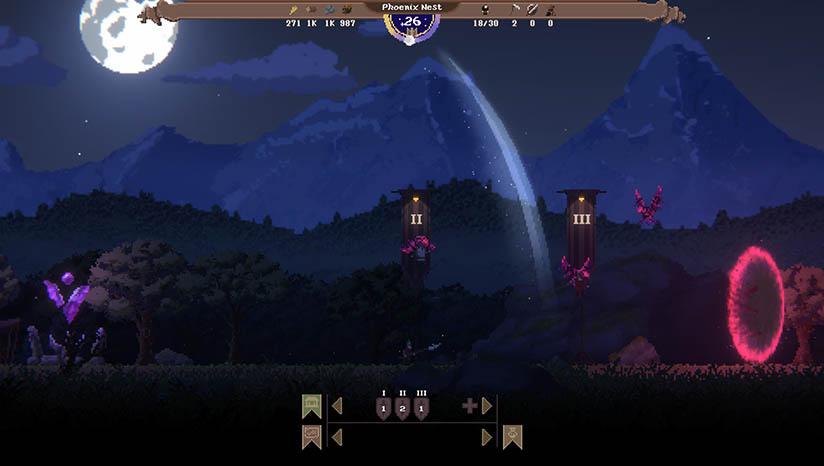 Phoenix Nest
271 1K 1K 987 26 18/30 2 0 0
II III
I II III
1 2 1